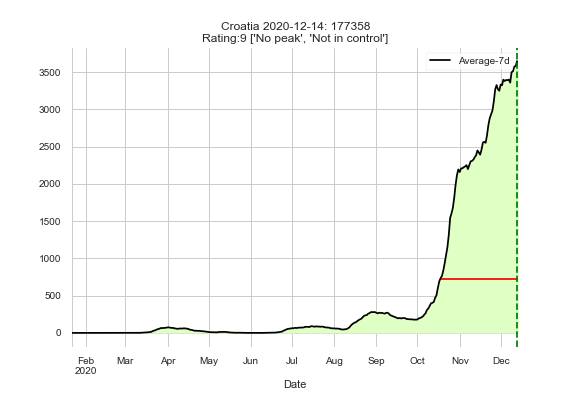 Croatia 2020-12-14: 177358
Rating:9 ['No peak', 'Not in control']
Average-7d
3500
3000
2500
2000
1500
1000
500
0
Feb Mar Apr May Jun Jul Aug Sep Oct Nov Dec
2020
Date